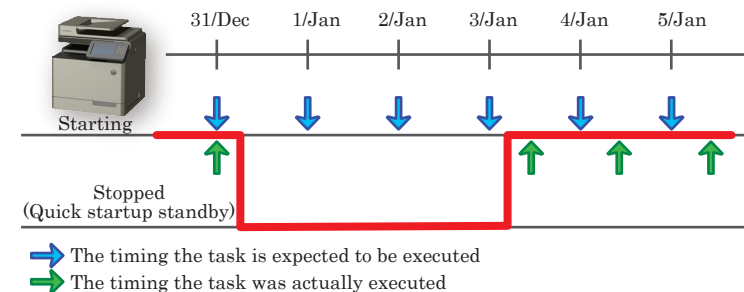 31/Dec 1/Jan 2/Jan 3/Jan 4/Jan 5/Jan
Starting
Stopped
(Quick startup standby)
The timing the task is expected to be executed
The timing the task was actually executed